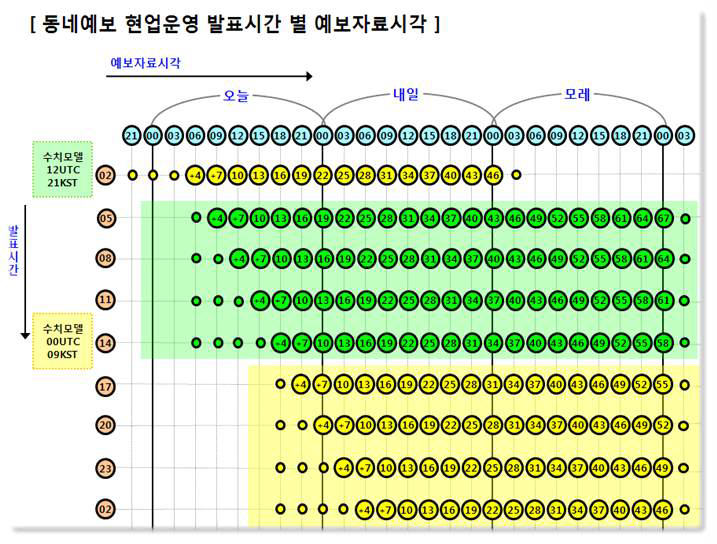 [ 동네예보 현업운영 발표시간 별 예보자료시각 ]
예보자료시각
오늘 내일 모레
21 00 03 06 09 12 15 18 21 00 03 06 09 12 15 18 21 00 03 06 09 12 15 18 21 00 03
수치모델
12UTC
21KST
02 +4 +7 10 13 16 19 22 25 28 31 34 37 40 43 46
발표시간
05 +4 +7 10 13 16 19 22 25 28 31 34 37 40 43 46 49 52 55 58 61 64 67
08 +4 +7 10 13 16 19 22 25 28 31 34 37 40 43 46 49 52 55 58 61 64
11 +4 +7 10 13 16 19 22 25 28 31 34 37 40 43 46 49 52 55 58 61
수치모델
00UTC
09KST
14 +4 +7 10 13 16 19 22 25 28 31 34 37 40 43 46 49 52 55 58
17 +4 +7 10 13 16 19 22 25 28 31 34 37 40 43 46 49 52 55
20 +4 +7 10 13 16 19 22 25 28 31 34 37 40 43 46 49 52
23 +4 +7 10 13 16 19 22 25 28 31 34 37 40 43 46 49
02 +4 +7 10 13 16 19 22 25 28 31 34 37 40 43 46